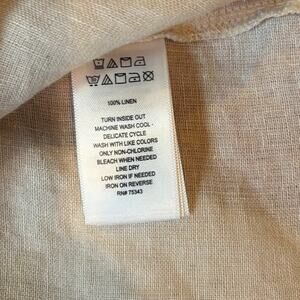 100% LINEN
TURN INSIDE OUT
MACHINE WASH COOL -
DELICATE CYCLE
WASH WITH LIKE COLORS
ONLY NON-CHLORINE
BLEACH WHEN NEEDED
LINE DRY
LOW IRON IF NEEDED
IRON ON REVERSE
RN# 75343